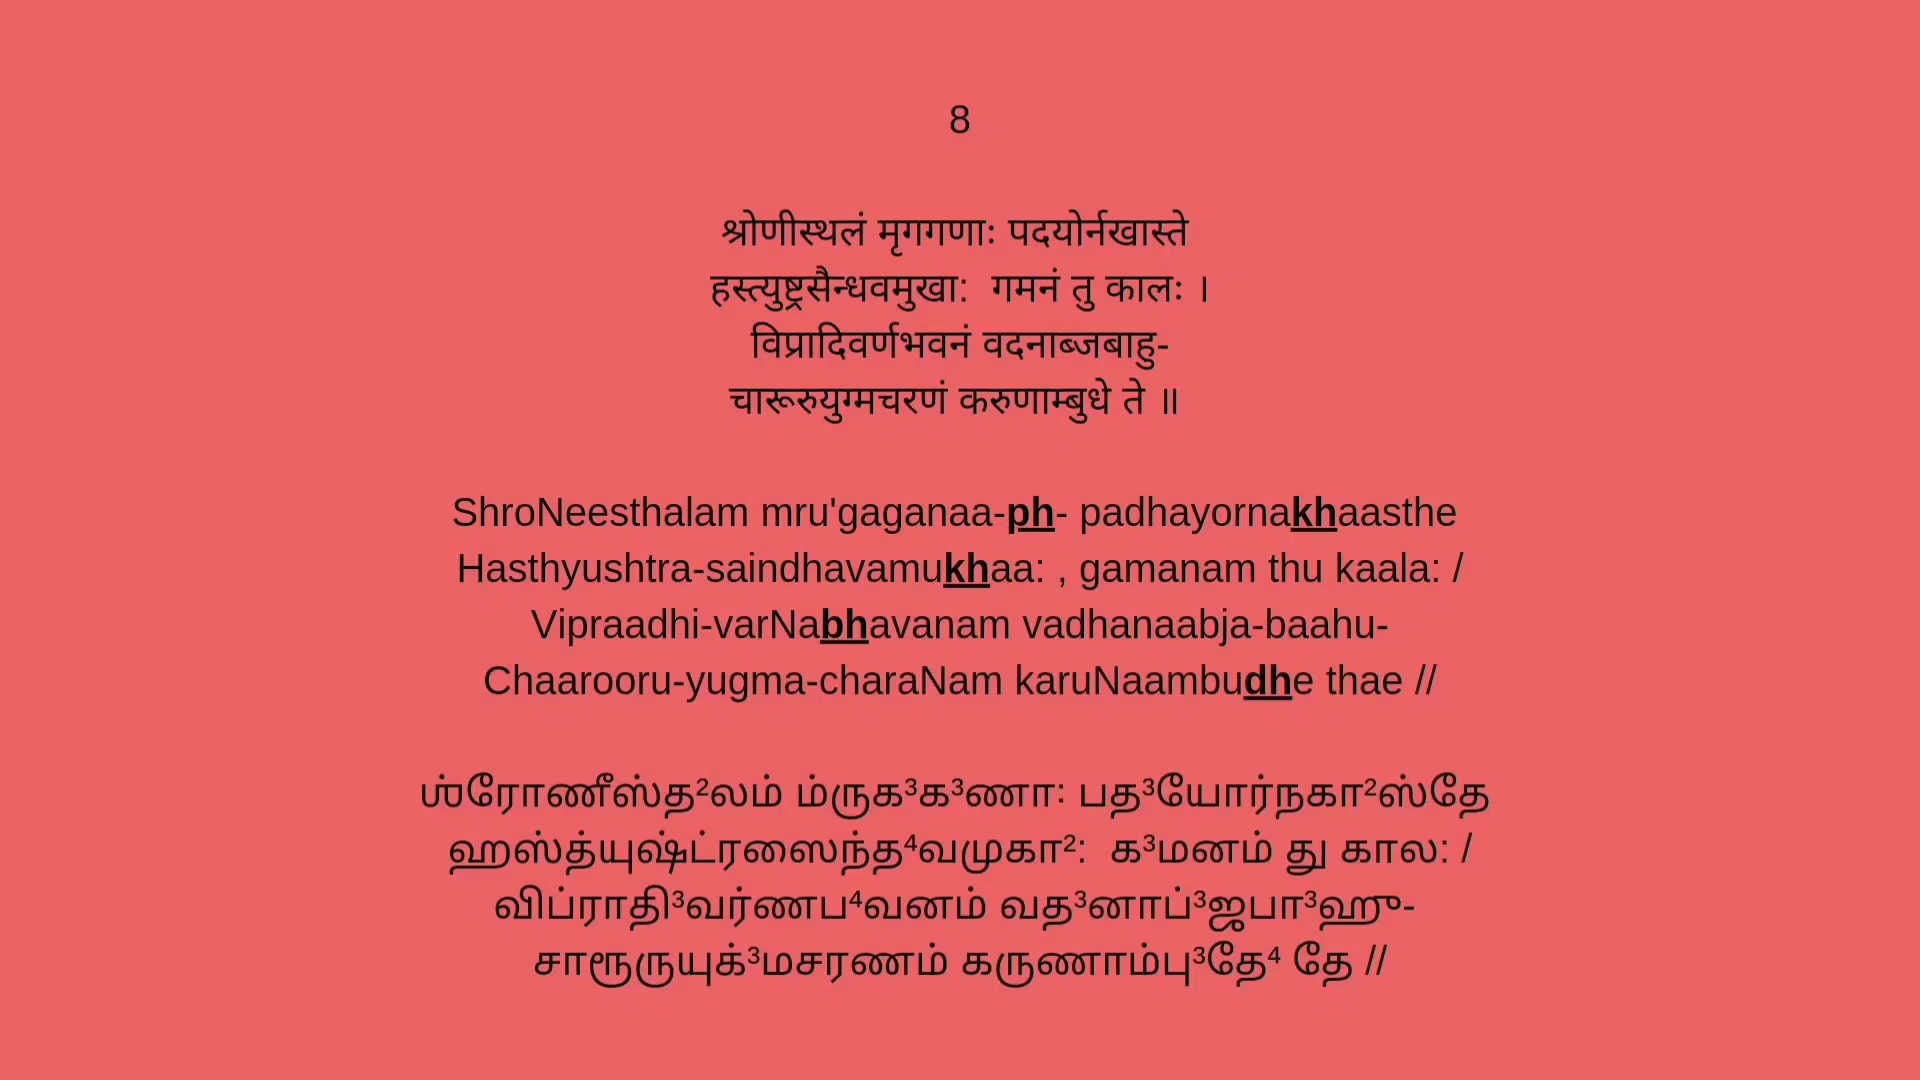 8
श्रोणीस्थलं मृगगणाः पदयोर्नखास्ते
हस्त्युष्ट्रसैन्धवमुखा:  गमनं तु कालः ।
विप्रादिवर्णभवनं वदनाब्जबाहु-
चारूरुयुग्मचरणं करुणाम्बुधे ते ॥
ShroNeesthalam mru'gaganaa-ph- padhayornakhaasthe
Hasthyushtra-saindhavamukhaa: , gamanam thu kaala: /
Vipraadhi-varNabhavanam vadhanaabja-baahu-
Chaarooru-yugma-charaNam karuNaambudhe thae //
ஶ்ரோணீஸ்த²லம் ம்ருக³க³ணா: பத³யோர்நகா²ஸ்தே
ஹஸ்த்யுஷ்ட்ரஸைந்த⁴வமுகா²:  க³மனம் து கால: /
விப்ராதி³வர்ணப⁴வனம் வத³னாப்³ஜபா³ஹு-
சாரூருயுக்³மசரணம் கருணாம்பு³தே⁴ தே //